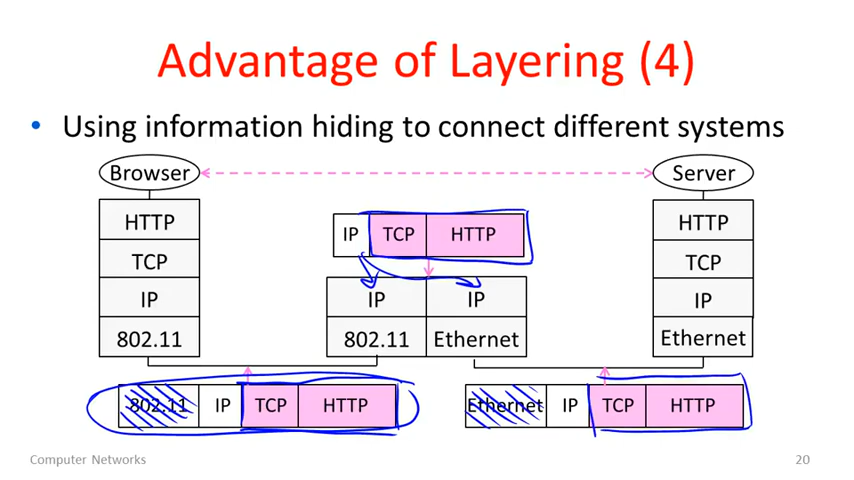 Advantage of Layering (4)
• Using information hiding to connect different systems
Browser
Server
HTTP
TCP
IP
802.11
IP TCP HTTP
IP IP
802.11 Ethernet
HTTP
TCP
IP
Ethernet
802.11 IP TCP HTTP
Ethernet IP TCP HTTP
Computer Networks
20